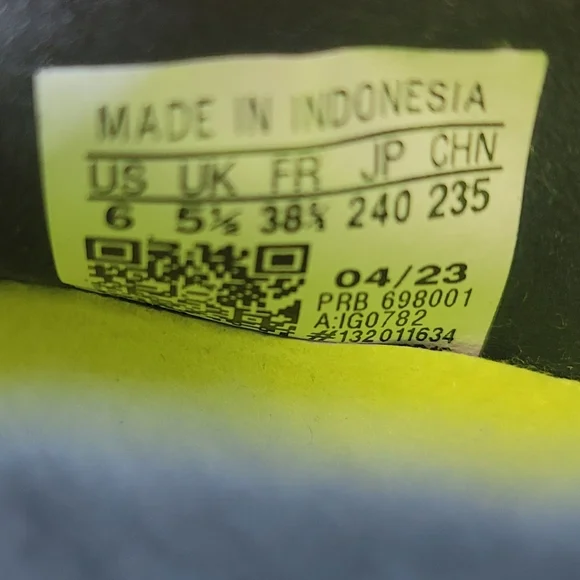 MADE IN INDONESIA
US UK FR JP CHN
6 5½ 38⅔ 240 235
04/23
PRB 698001
A:IG0782
#132011634